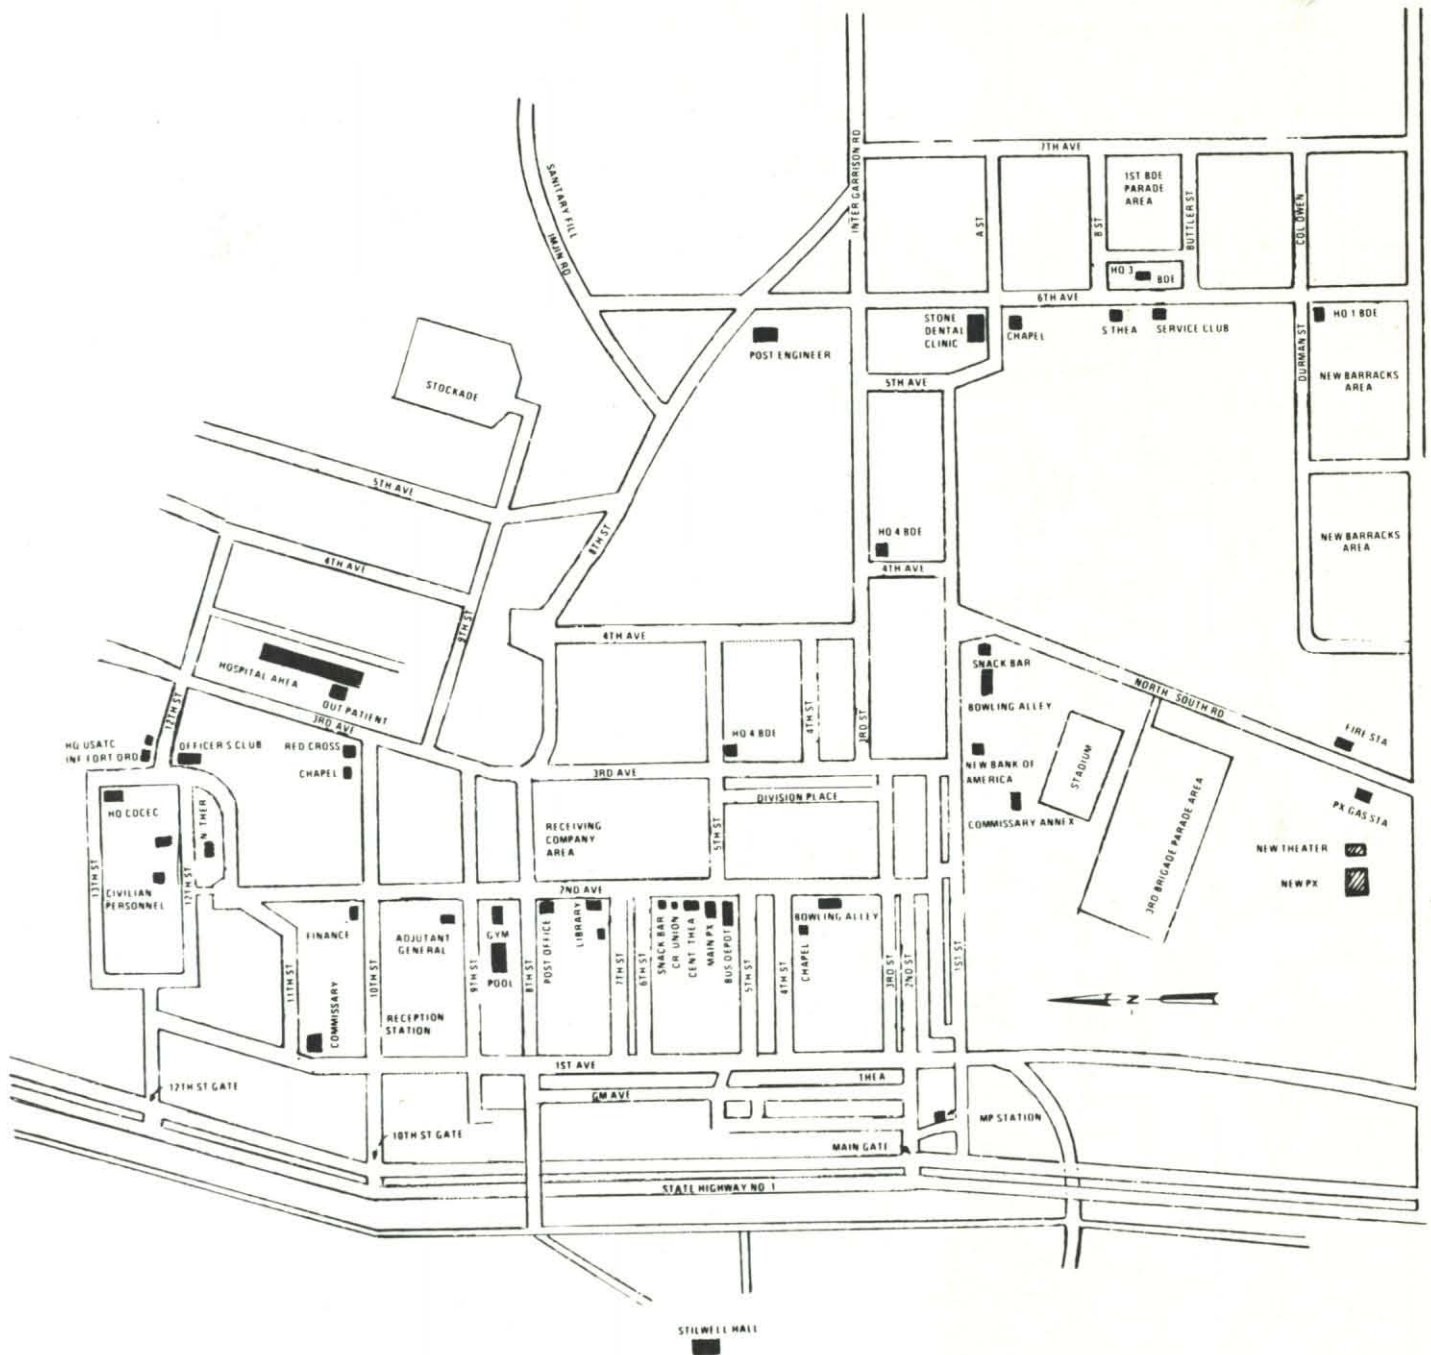 INTER GARRISON RD
7TH AVE
SANITARY FILL
IMJIN RD
1ST BDE
PARADE
AREA
A ST
B ST
BUTTLER ST
COL OWEN
HQ 3
BDE
6TH AVE
STONE
DENTAL
CLINIC
CHAPEL
S THEA
SERVICE CLUB
HQ 1 BDE
DURMAN ST
POST ENGINEER
STOCKADE
5TH AVE
NEW BARRACKS
AREA
5TH AVE
8TH ST
HQ 4 BDE
4TH AVE
NEW BARRACKS
AREA
4TH AVE
9TH ST
4TH AVE
HOSPITAL AREA
OUT PATIENT
3RD AVE
12TH ST
SNACK BAR
BOWLING ALLEY
NORTH SOUTH RD
4TH ST
3RD ST
HQ 4 BDE
HQ USATC
INF FORT ORD
OFFICER'S CLUB
RED CROSS
CHAPEL
3RD AVE
DIVISION PLACE
NEW BANK OF
AMERICA
COMMISSARY ANNEX
STADIUM
FIRE STA
PX GAS STA
3RD BRIGADE PARADE AREA
NEW THEATER
NEW PX
HQ CDCEC
N THER
RECEIVING
COMPANY
AREA
5TH ST
13TH ST
CIVILIAN
PERSONNEL
12TH ST
2ND AVE
FINANCE
ADJUTANT
GENERAL
GYM
POOL
POST OFFICE
LIBRARY
SNACK BAR
CR UNION
CENT THEA
MAIN PX
BUS DEPOT
BOWLING ALLEY
CHAPEL
11TH ST
10TH ST
9TH ST
8TH ST
7TH ST
6TH ST
5TH ST
4TH ST
3RD ST
2ND ST
1ST ST
N
COMMISSARY
RECEPTION
STATION
1ST AVE
THEA
GM AVE
12TH ST GATE
10TH ST GATE
MP STATION
MAIN GATE
STATE HIGHWAY NO 1
STILWELL HALL